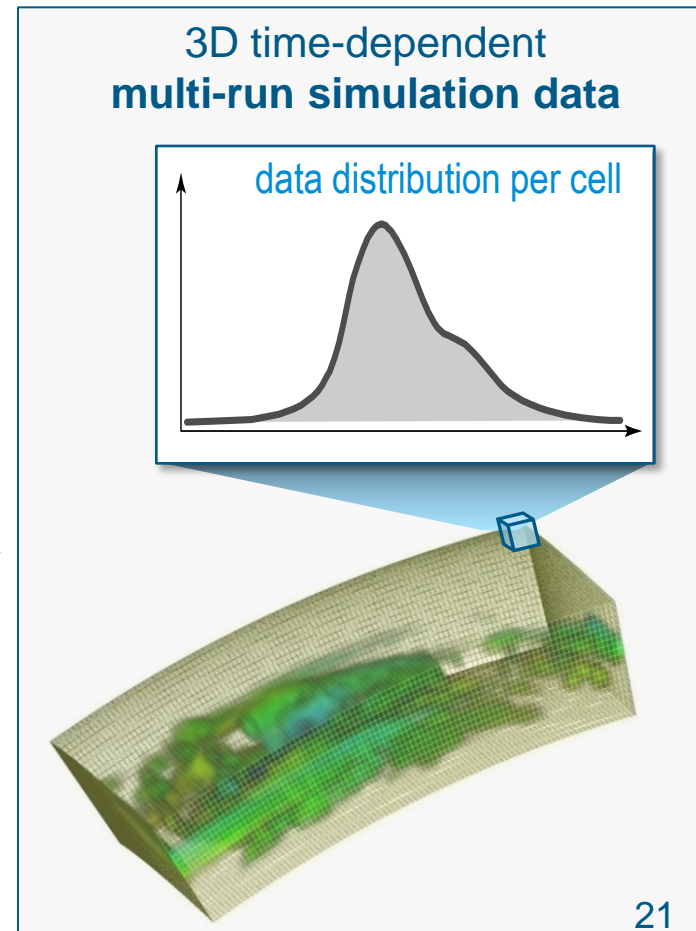 3D time-dependent
multi-run simulation data
data distribution per cell
21